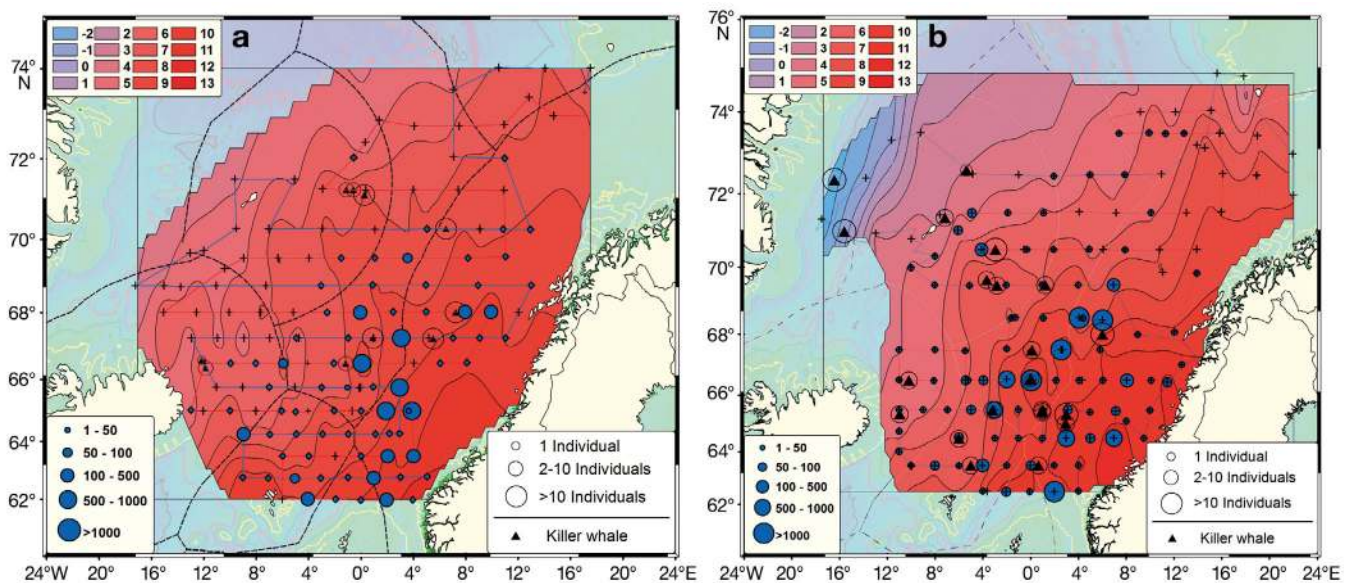 a
-2 2 6 10
-1 3 7 11
0 4 8 12
1 5 9 13
N
74°
72°
70°
68°
66°
64°
62°
1 - 50
50 - 100
100 - 500
500 - 1000
>1000
1 Individual
2-10 Individuals
>10 Individuals
Killer whale
24°W 20° 16° 12° 8° 4° 0° 4° 8° 12° 16° 20° 24°E
b
-2 2 6 10
-1 3 7 11
0 4 8 12
1 5 9 13
76°
N
74°
72°
70°
68°
66°
64°
62°
1 - 50
50 - 100
100 - 500
500 - 1000
>1000
1 Individual
2-10 Individuals
>10 Individuals
Killer whale
24°W 20° 16° 12° 8° 4° 0° 4° 8° 12° 16° 20° 24°E